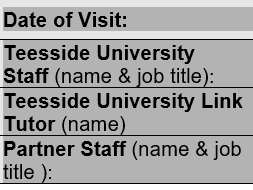 Date of Visit:
Teesside University
Staff (name & job title):
Teesside University Link
Tutor (name)
Partner Staff (name & job
title ):